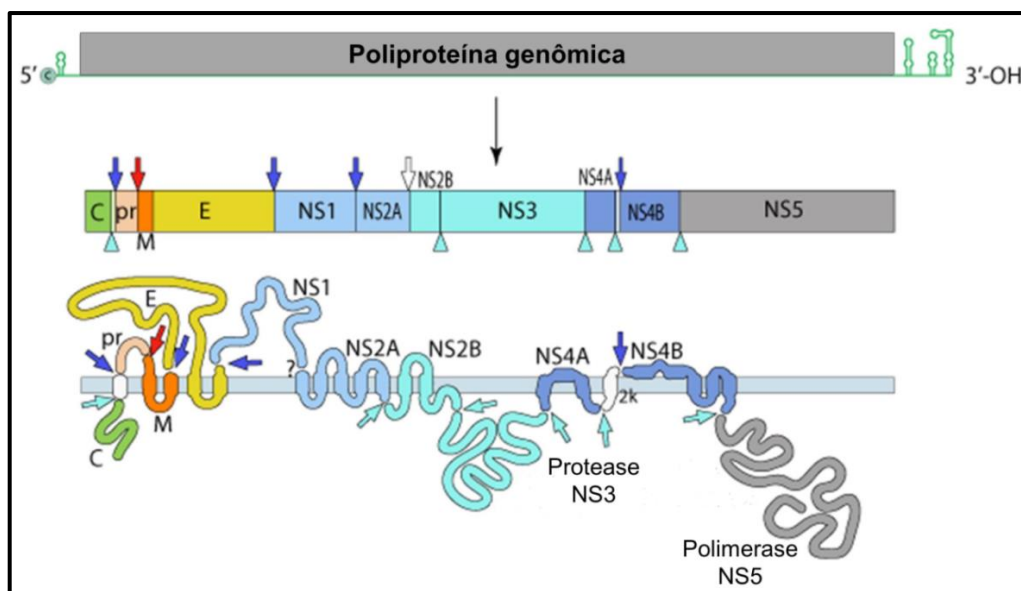 Poliproteína genômica
5’ C 3’-OH
NS2B NS4A
C pr E NS1 NS2A NS3 NS4B NS5
M
E NS1
pr NS2A NS2B NS4A NS4B
?
2k
M
C
Protease
NS3
Polimerase
NS5